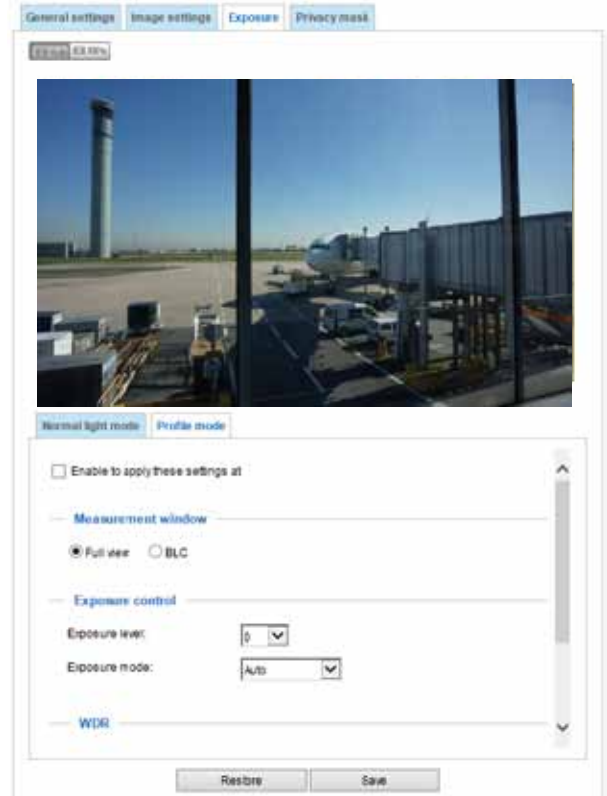 General settings Image settings Exposure Privacy mask
Normal light mode Profile mode
Enable to apply these settings at
Measurement window
Full view BLC
Exposure control
Exposure level: 0
Exposure mode: Auto
WDR
Restore Save